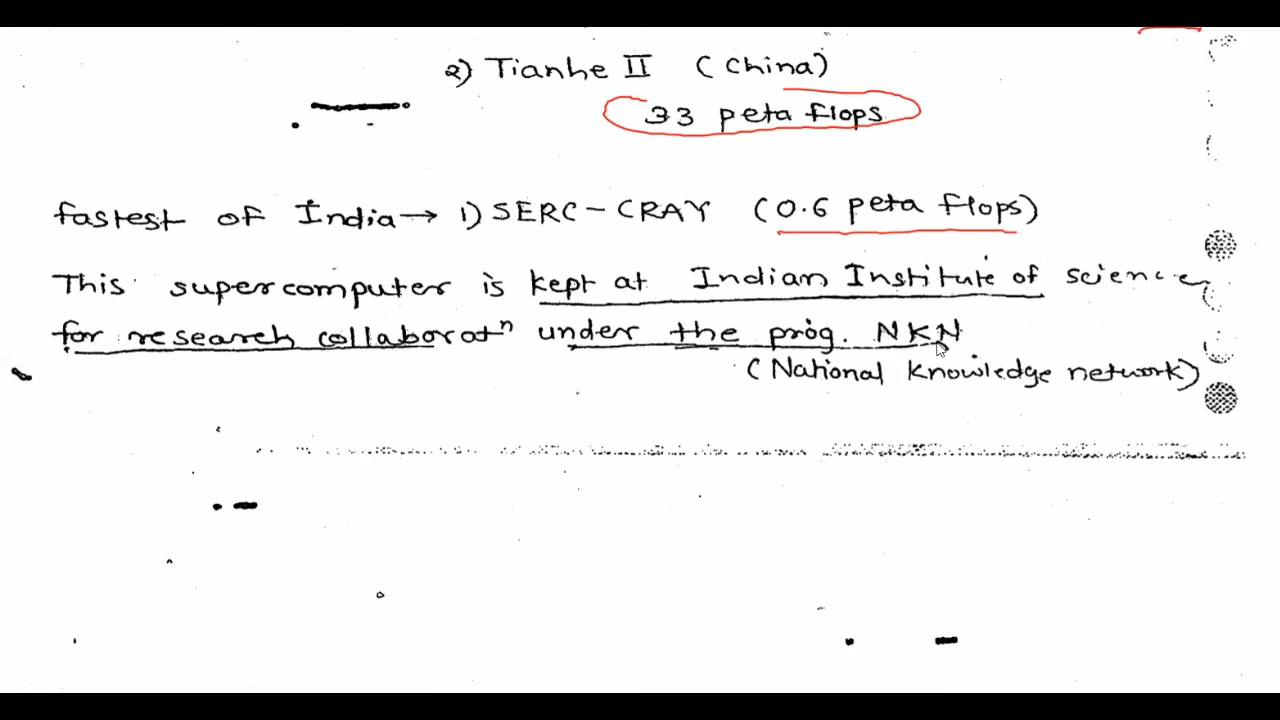 2) Tianhe II (China)
33 peta flops
fastest of India → 1) SERC - CRAY (0.6 peta flops)
This supercomputer is kept at Indian Institute of science
for research collaboratⁿ under the prog. NKN
(National Knowledge network)